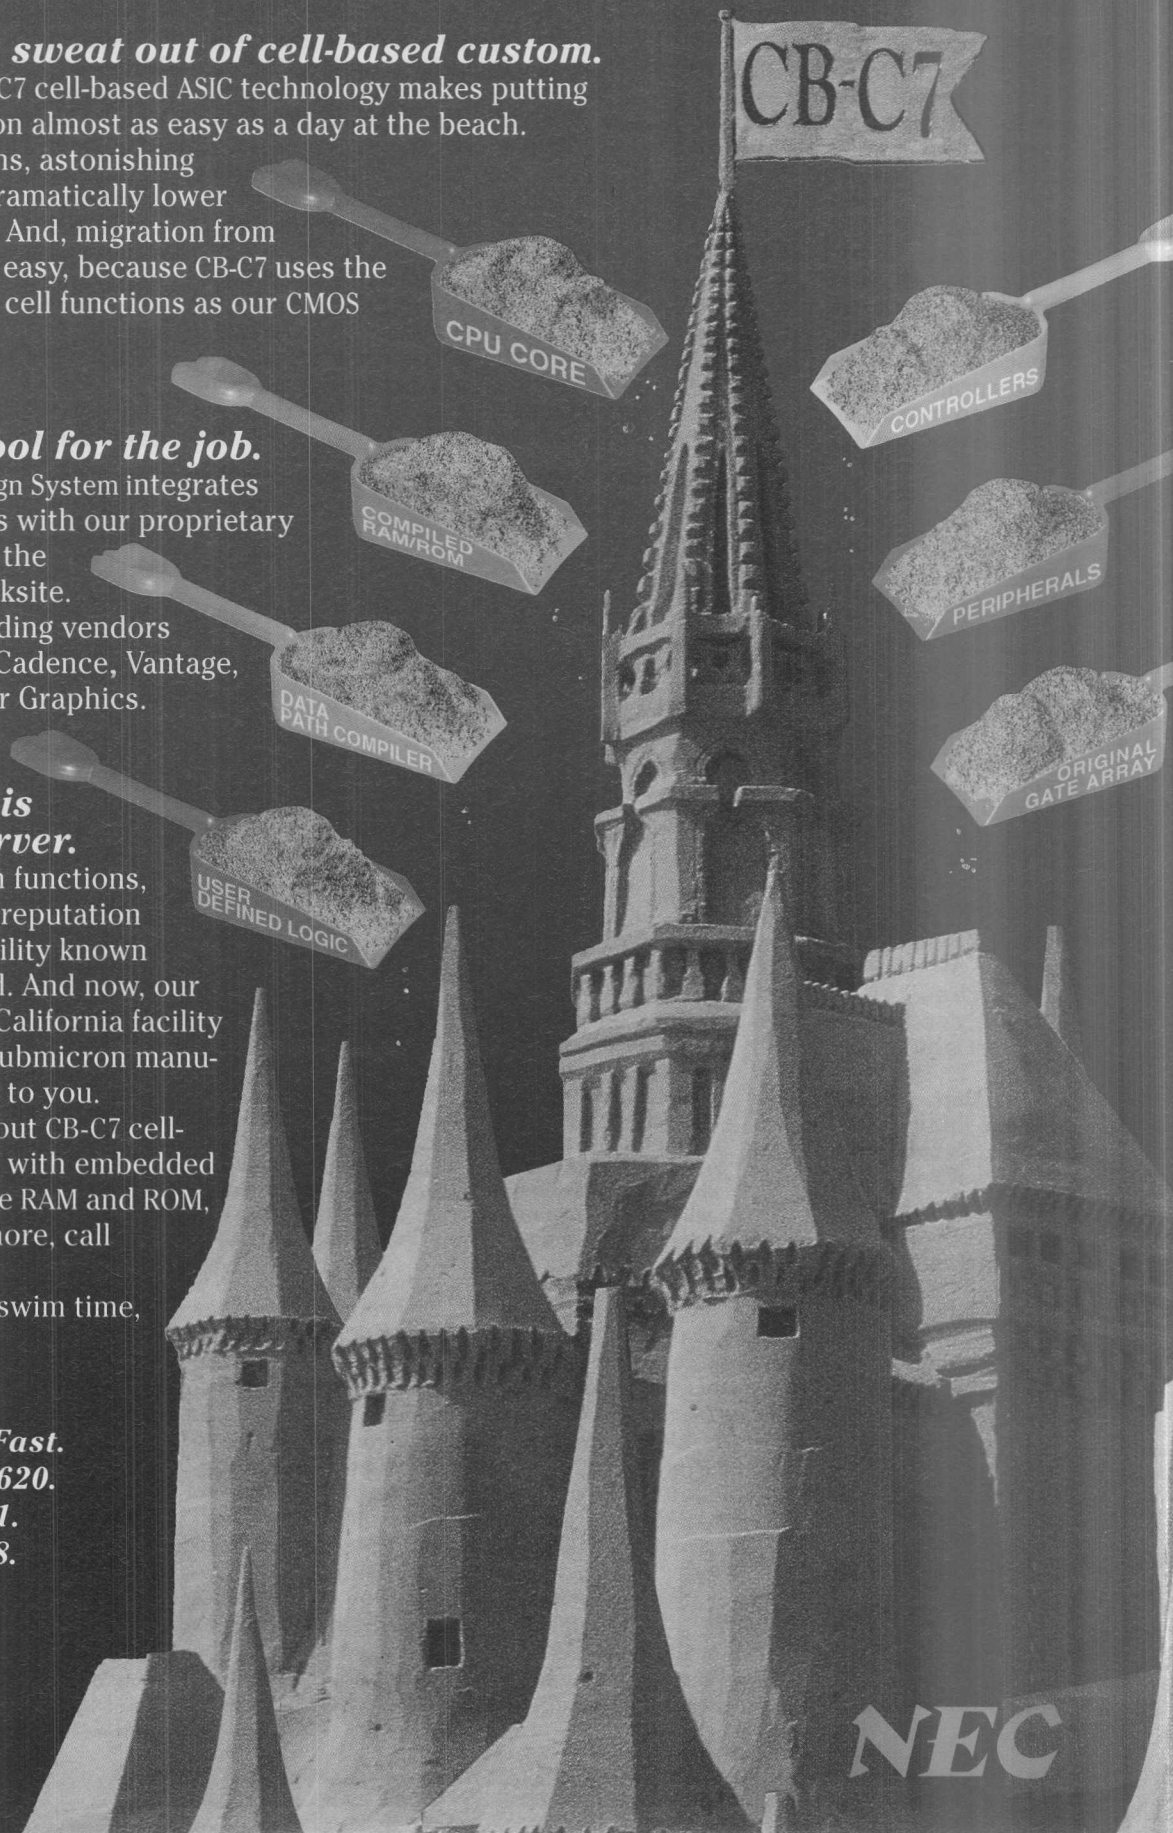 sweat out of cell-based custom.
C7 cell-based ASIC technology makes putting
on almost as easy as a day at the beach.
ns, astonishing
ramatically lower
And, migration from
easy, because CB-C7 uses the
cell functions as our CMOS
ool for the job.
gn System integrates
s with our proprietary
the
ksite.
ding vendors
Cadence, Vantage,
r Graphics.
is
rver.
n functions,
reputation
ility known
d. And now, our
California facility
ubmicron manu-
to you.
out CB-C7 cell-
with embedded
e RAM and ROM,
nore, call
swim time,
Fast.
620.
1.
8.
CB-C7
CPU CORE
COMPILED
RAM/ROM
DATA
PATH COMPILER
USER
DEFINED LOGIC
CONTROLLERS
PERIPHERALS
ORIGINAL
GATE ARRAY
NEC